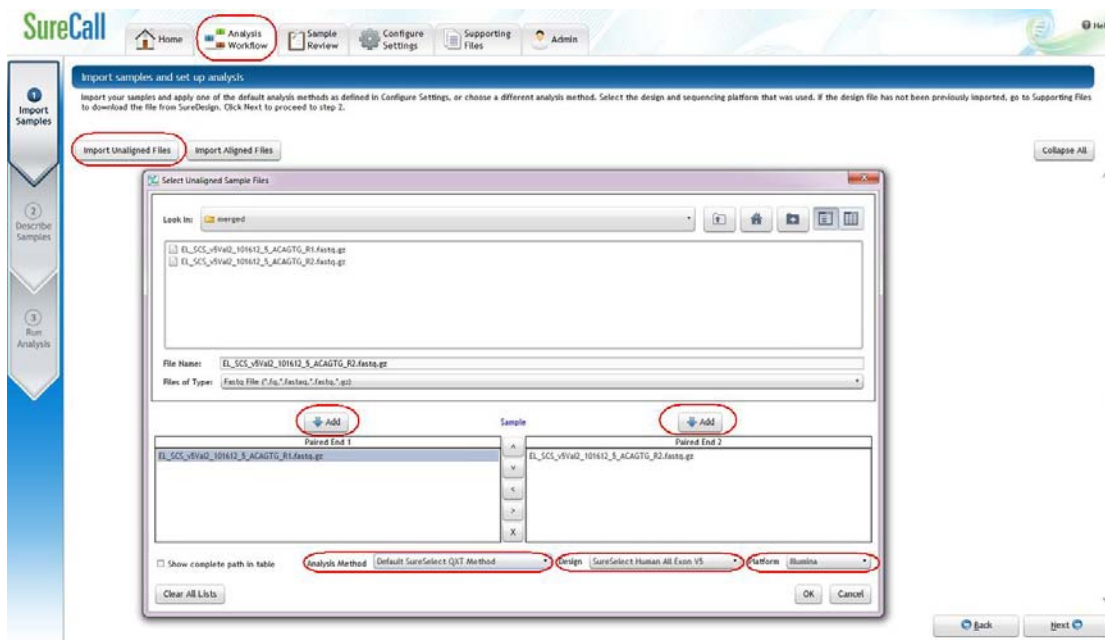 SureCall
Home
Analysis
Workflow
Sample
Review
Configure
Settings
Supporting
Files
Admin
Hel
Import samples and set up analysis
Import your samples and apply one of the default analysis methods as defined in Configure Settings, or choose a different analysis method. Select the design and sequencing platform that was used. If the design file has not been previously imported, go to Supporting Files
to download the file from SureDesign. Click Next to proceed to step 2.
1
Import
Samples
2
Describe
Samples
3
Run
Analysis
Import Unaligned Files
Import Aligned Files
Collapse All
Select Unaligned Sample Files
Look In: merged
EL_SCS_v5Val2_101612_5_ACAGTG_R1.fastq.gz
EL_SCS_v5Val2_101612_5_ACAGTG_R2.fastq.gz
File Name: EL_SCS_v5Val2_101612_5_ACAGTG_R2.fastq.gz
Files of Type: Fastq File
Add Sample Add
Paired End 1 Paired End 2
EL_SCS_v5Val2_101612_5_ACAGTG_R1.fastq.gz EL_SCS_v5Val2_101612_5_ACAGTG_R2.fastq.gz
^
v
<
>
X
Show complete path in table Analysis Method Default SureSelect QXT Method Design SureSelect Human All Exon V5 Platform Illumina
Clear All Lists OK Cancel
Back Next